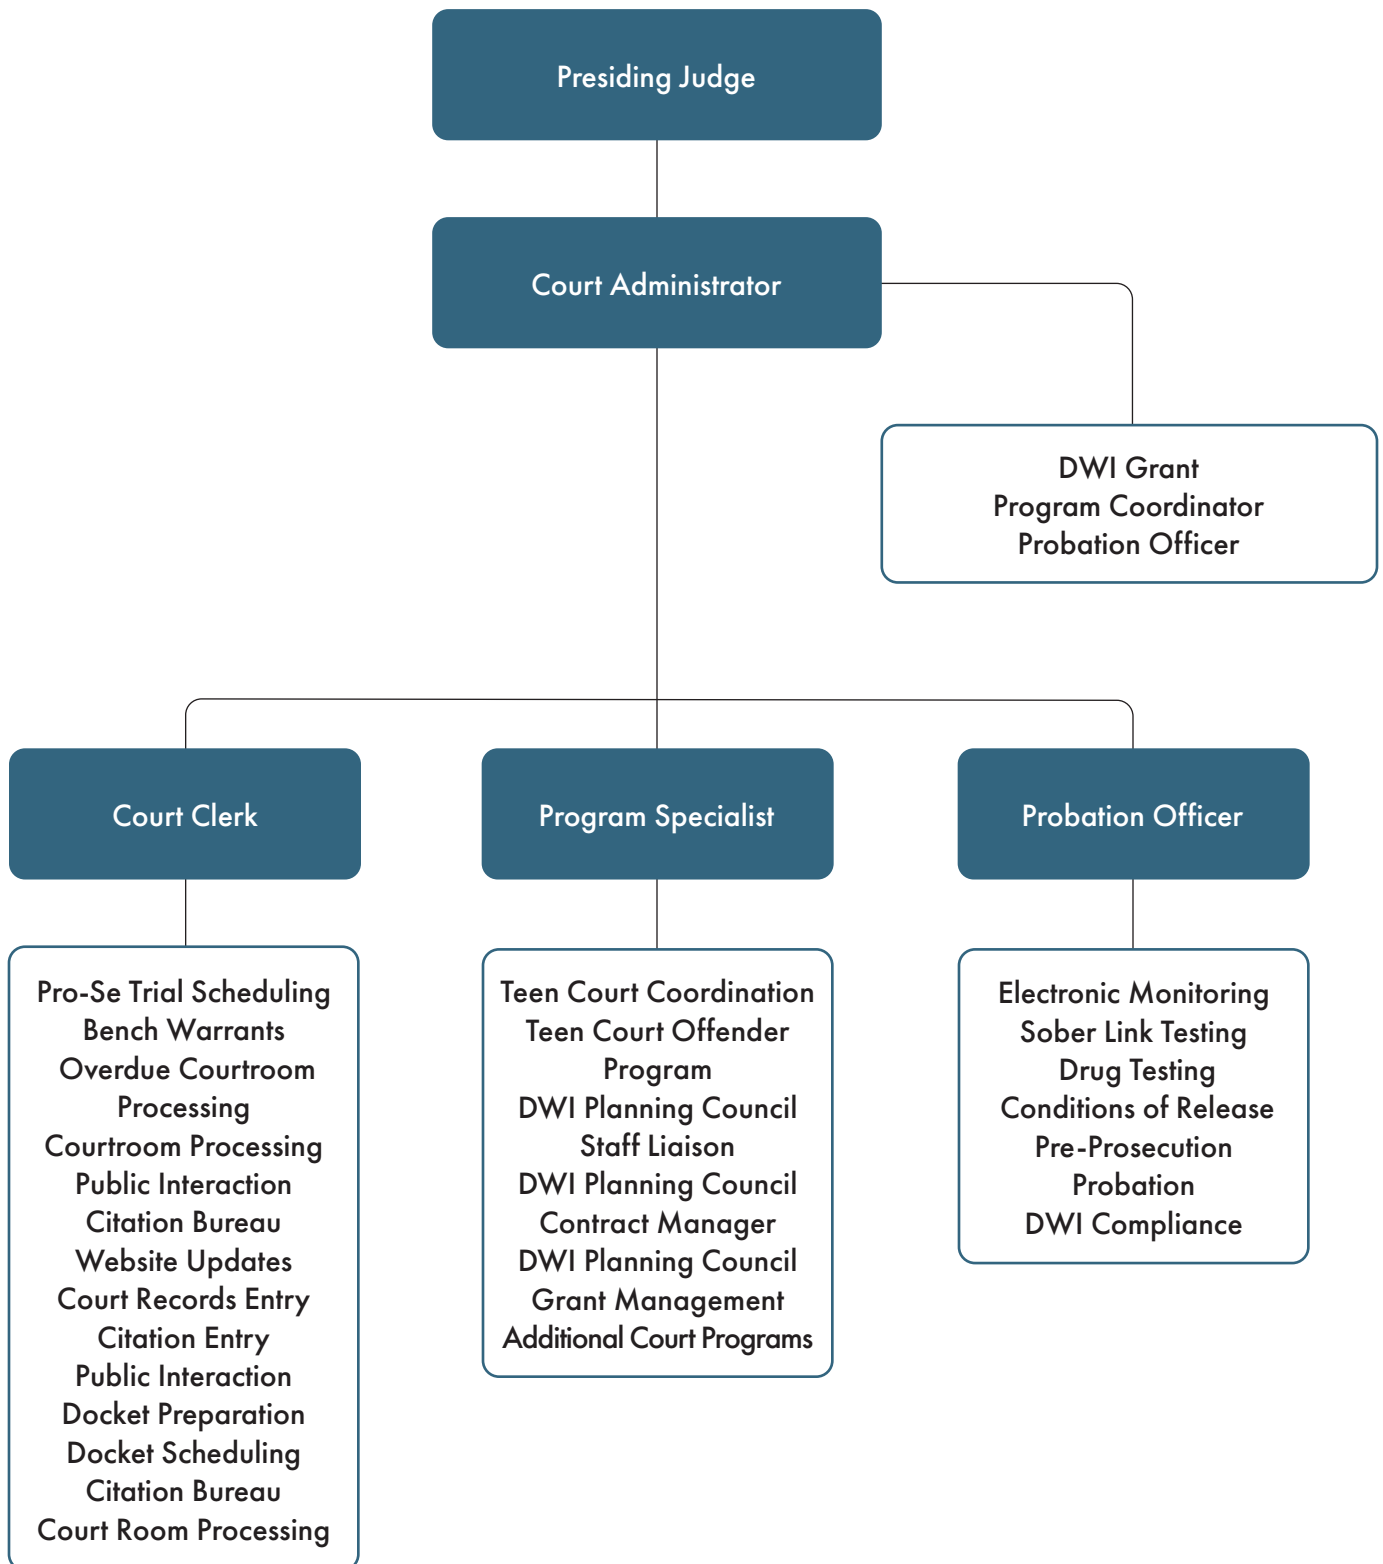 Presiding Judge
Court Administrator
DWI Grant
Program Coordinator
Probation Officer
Court Clerk
Program Specialist
Probation Officer
Pro-Se Trial Scheduling
Bench Warrants
Overdue Courtroom
Processing
Courtroom Processing
Public Interaction
Citation Bureau
Website Updates
Court Records Entry
Citation Entry
Public Interaction
Docket Preparation
Docket Scheduling
Citation Bureau
Court Room Processing
Teen Court Coordination
Teen Court Offender
Program
DWI Planning Council
Staff Liaison
DWI Planning Council
Contract Manager
DWI Planning Council
Grant Management
Additional Court Programs
Electronic Monitoring
Sober Link Testing
Drug Testing
Conditions of Release
Pre-Prosecution
Probation
DWI Compliance